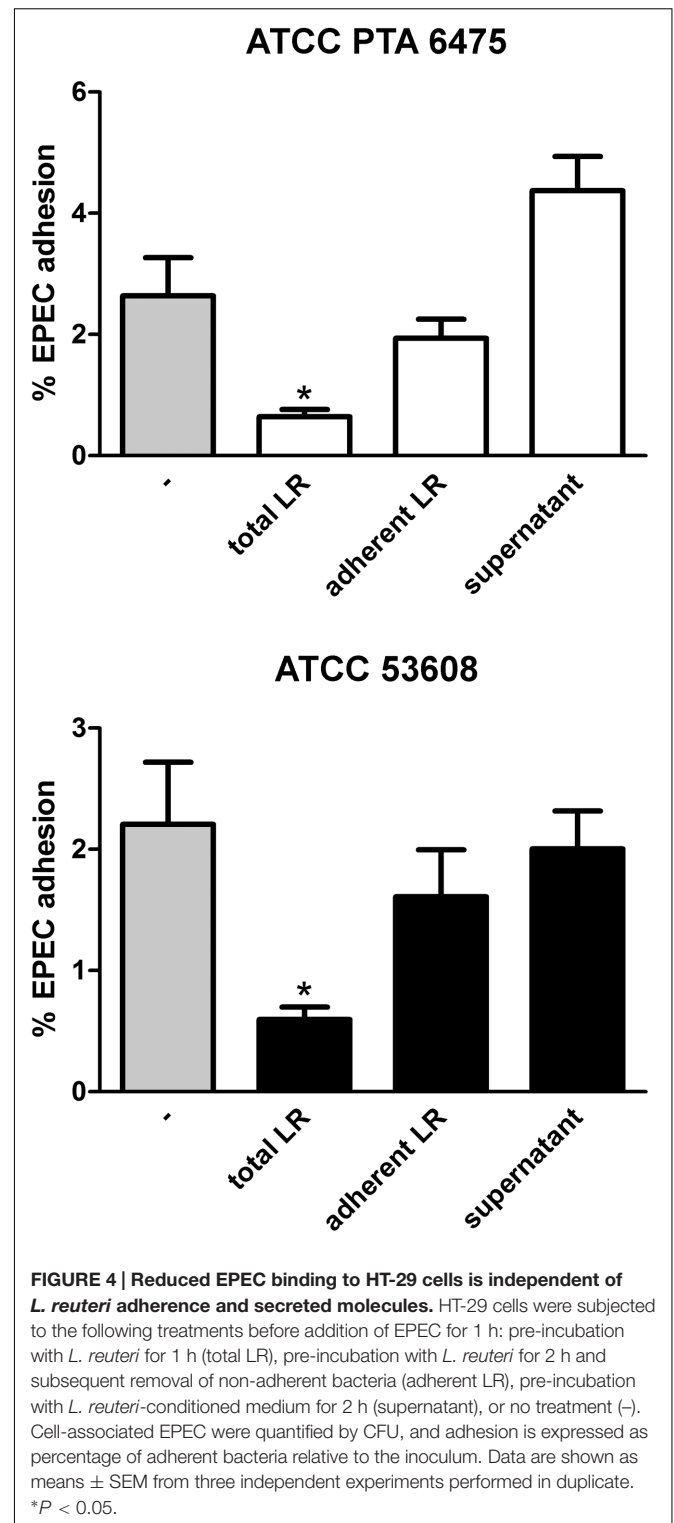 ATCC PTA 6475
6
4
2
0
% EPEC adhesion
*
-
total LR
adherent LR
supernatant
ATCC 53608
3
2
1
0
% EPEC adhesion
*
-
total LR
adherent LR
supernatant
FIGURE 4 | Reduced EPEC binding to HT-29 cells is independent of
L. reuteri adherence and secreted molecules. HT-29 cells were subjected
to the following treatments before addition of EPEC for 1 h: pre-incubation
with L. reuteri for 1 h (total LR), pre-incubation with L. reuteri for 2 h and
subsequent removal of non-adherent bacteria (adherent LR), pre-incubation
with L. reuteri-conditioned medium for 2 h (supernatant), or no treatment (–).
Cell-associated EPEC were quantified by CFU, and adhesion is expressed as
percentage of adherent bacteria relative to the inoculum. Data are shown as
means ± SEM from three independent experiments performed in duplicate.
*P < 0.05.